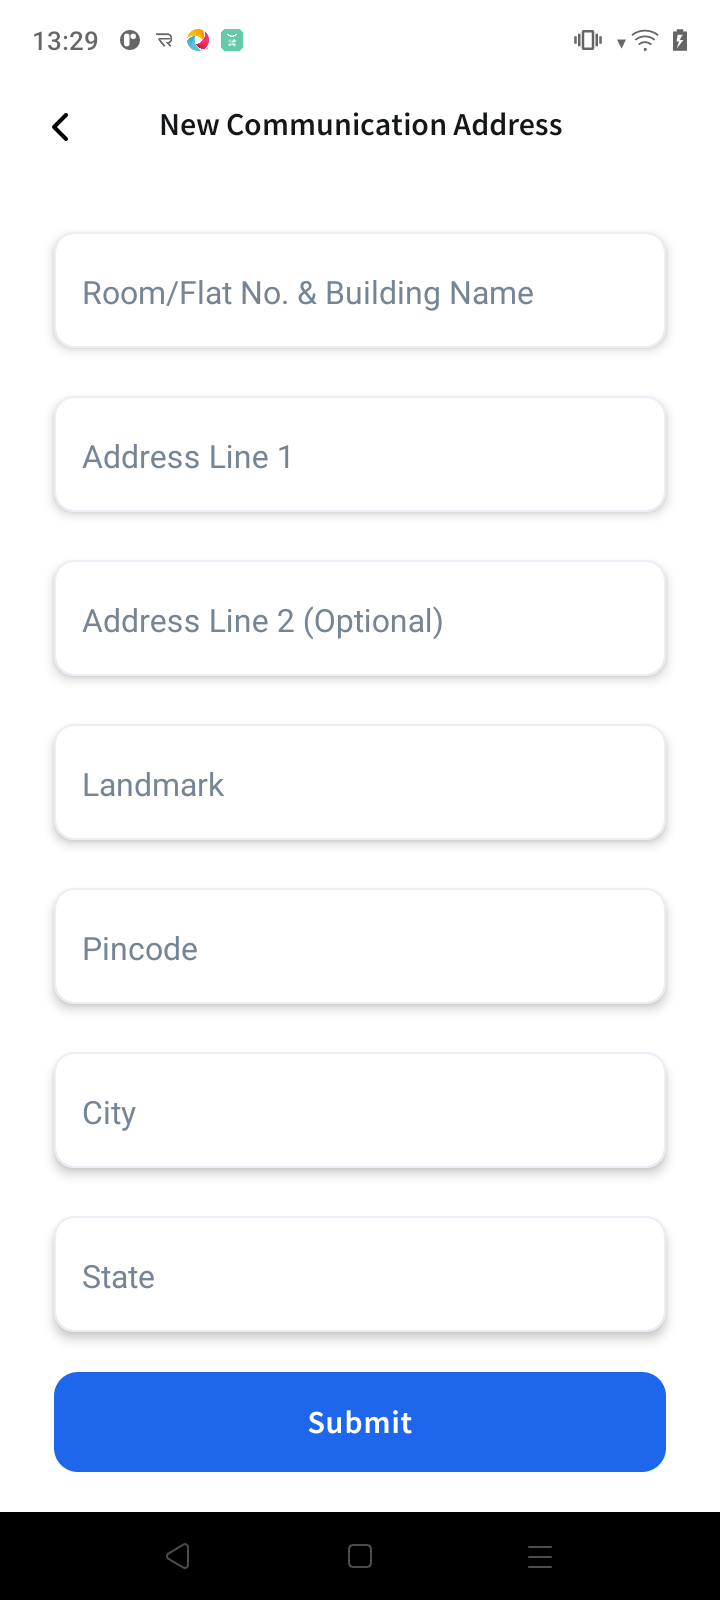 13:29
New Communication Address
Room/Flat No. & Building Name
Address Line 1
Address Line 2 (Optional)
Landmark
Pincode
City
State
Submit